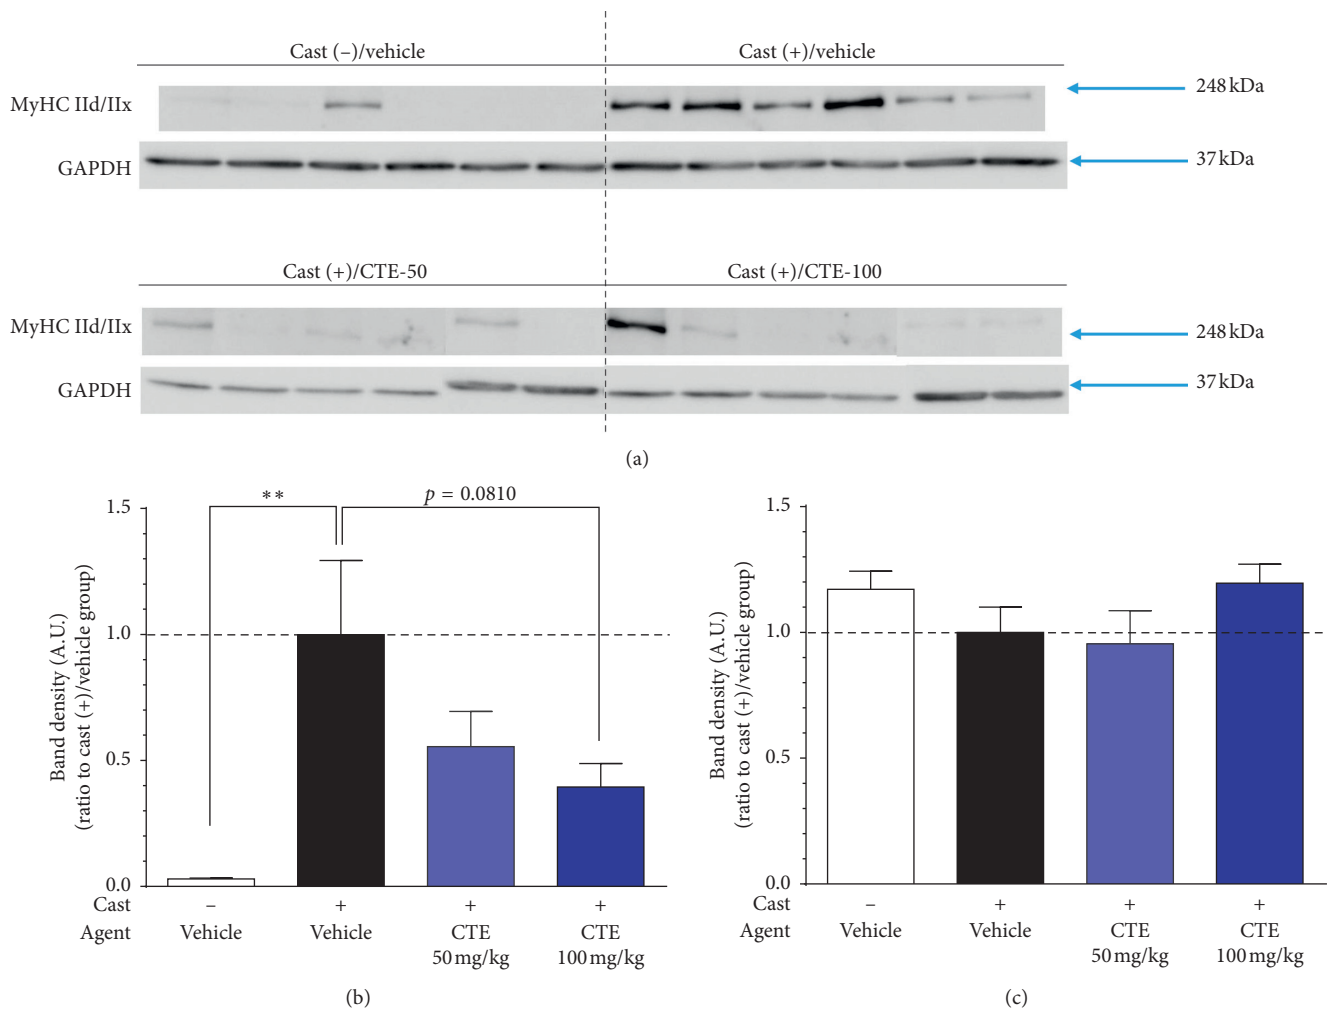 Cast (–)/vehicle
Cast (+)/vehicle
MyHC IId/IIx
248 kDa
GAPDH
37 kDa
Cast (+)/CTE-50
Cast (+)/CTE-100
MyHC IId/IIx
248 kDa
GAPDH
37 kDa
(a)
Band density (A.U.)
(ratio to cast (+)/vehicle group)
1.5
1.0
0.5
0.0
**
p = 0.0810
Cast – + + +
Agent Vehicle Vehicle CTE CTE
50 mg/kg 100 mg/kg
(b)
Band density (A.U.)
(ratio to cast (+)/vehicle group)
1.5
1.0
0.5
0.0
Cast – + + +
Agent Vehicle Vehicle CTE CTE
50 mg/kg 100 mg/kg
(c)